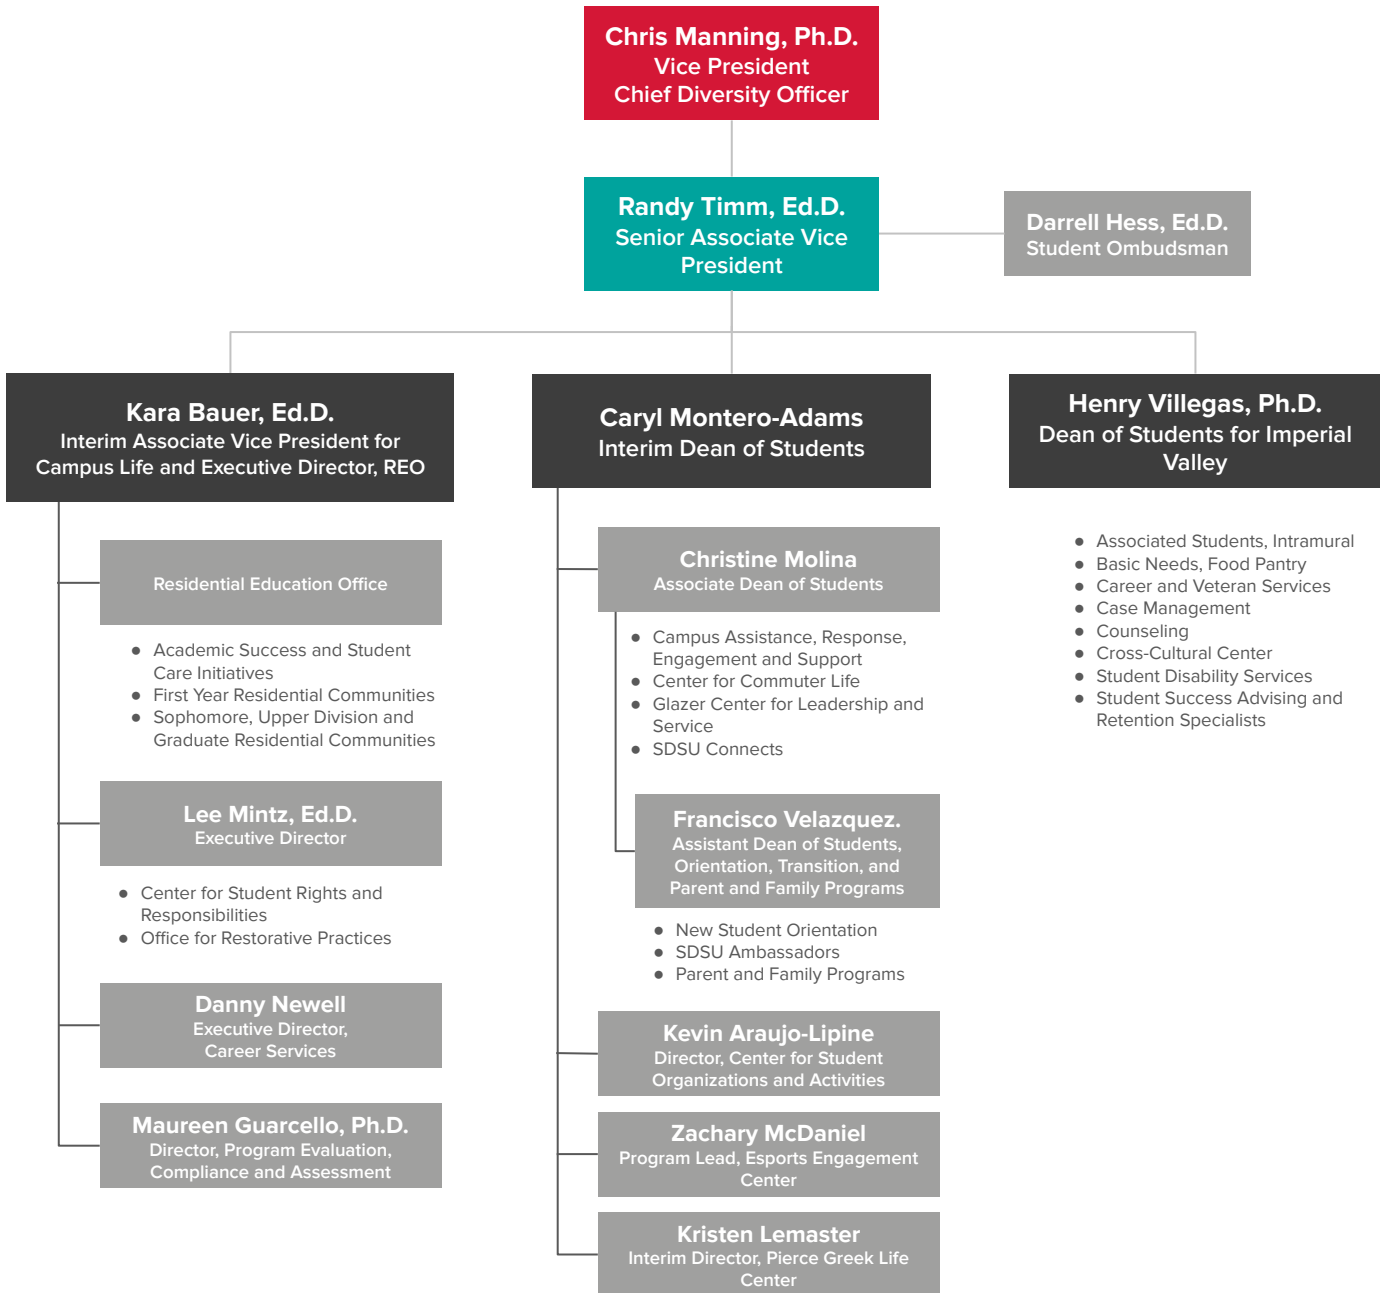 Chris Manning, Ph.D.
Vice President
Chief Diversity Officer
Randy Timm, Ed.D.
Senior Associate Vice
President
Darrell Hess, Ed.D.
Student Ombudsman
Kara Bauer, Ed.D.
Interim Associate Vice President for
Campus Life and Executive Director, REO
Residential Education Office
● Academic Success and Student
Care Initiatives
● First Year Residential Communities
● Sophomore, Upper Division and
Graduate Residential Communities
Lee Mintz, Ed.D.
Executive Director
● Center for Student Rights and
Responsibilities
● Office for Restorative Practices
Danny Newell
Executive Director,
Career Services
Maureen Guarcello, Ph.D.
Director, Program Evaluation,
Compliance and Assessment
Caryl Montero-Adams
Interim Dean of Students
Christine Molina
Associate Dean of Students
● Campus Assistance, Response,
Engagement and Support
● Center for Commuter Life
● Glazer Center for Leadership and
Service
● SDSU Connects
Francisco Velazquez.
Assistant Dean of Students,
Orientation, Transition, and
Parent and Family Programs
● New Student Orientation
● SDSU Ambassadors
● Parent and Family Programs
Kevin Araujo-Lipine
Director, Center for Student
Organizations and Activities
Zachary McDaniel
Program Lead, Esports Engagement
Center
Kristen Lemaster
Interim Director, Pierce Greek Life
Center
Henry Villegas, Ph.D.
Dean of Students for Imperial
Valley
● Associated Students, Intramural
● Basic Needs, Food Pantry
● Career and Veteran Services
● Case Management
● Counseling
● Cross-Cultural Center
● Student Disability Services
● Student Success Advising and
Retention Specialists